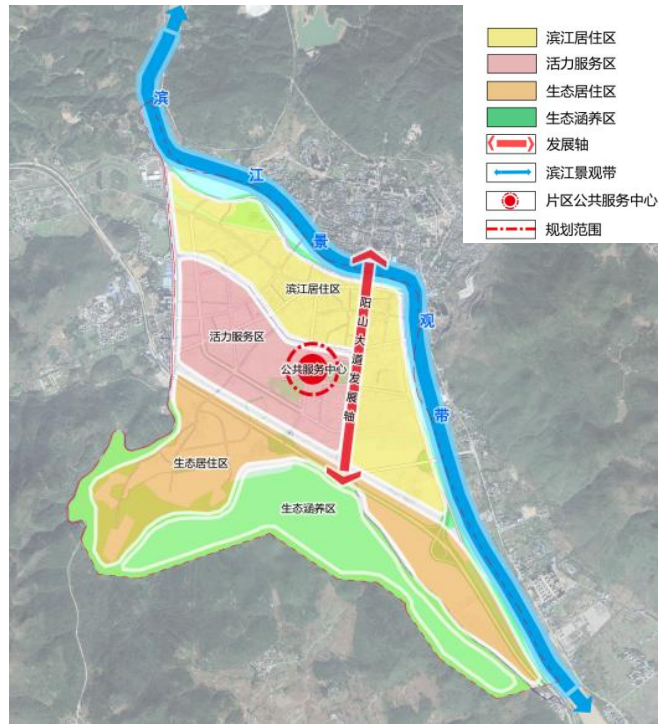 滨江居住区
活力服务区
生态居住区
生态涵养区
发展轴
滨江景观带
片区公共服务中心
规划范围
滨江景观带
滨江居住区
阳山大道发展轴
活力服务区
公共服务中心
生态居住区
生态涵养区